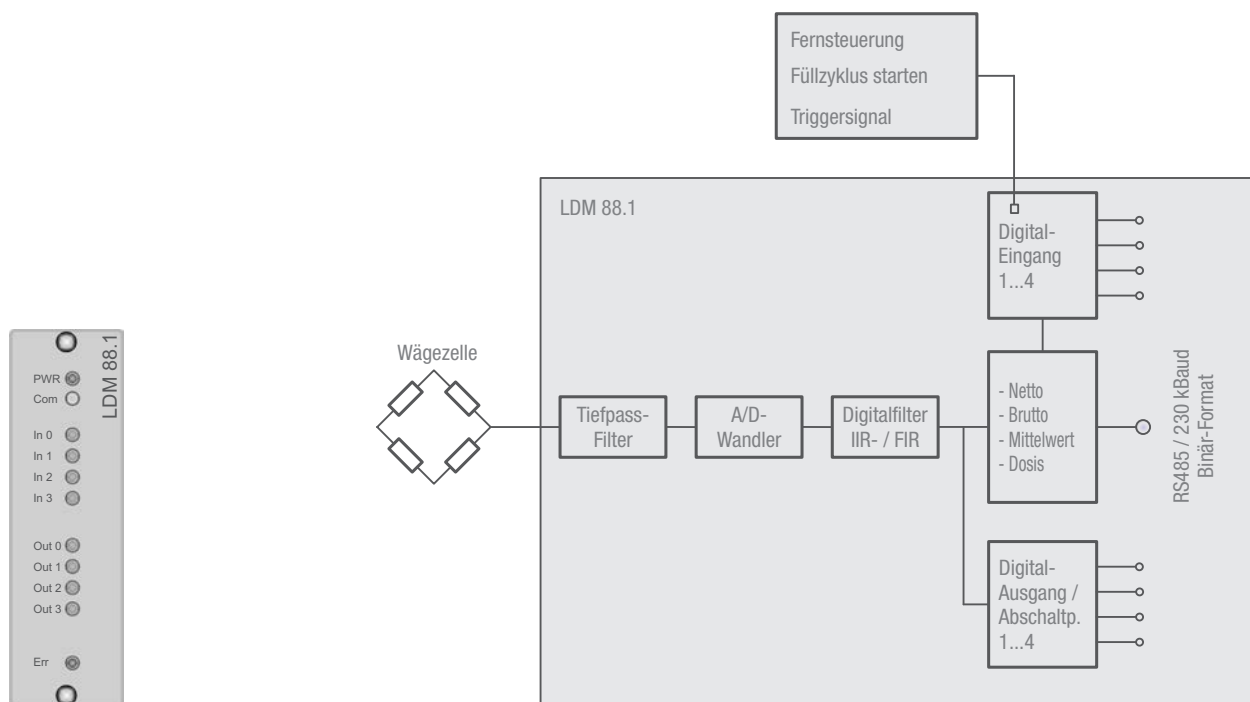 Fernsteuerung
Füllzyklus starten
Triggersignal
LDM 88.1
Digital-
Eingang
1...4
Wägezelle
Tiefpass-
Filter
A/D-
Wandler
Digitalfilter
IIR- / FIR
- Netto
- Brutto
- Mittelwert
- Dosis
RS485 / 230 kBaud
Binär-Format
Digital-
Ausgang /
Abschaltp.
1...4
LDM 88.1
PWR
Com
In 0
In 1
In 2
In 3
Out 0
Out 1
Out 2
Out 3
Err